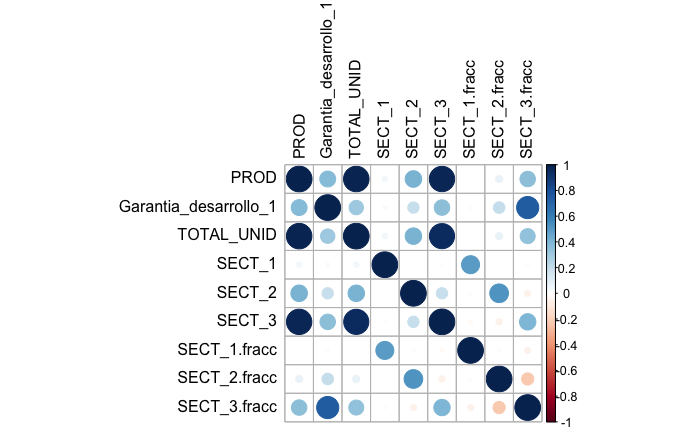 PROD
Garantia_desarrollo_1
TOTAL_UNID
SECT_1
SECT_2
SECT_3
SECT_1.fracc
SECT_2.fracc
SECT_3.fracc
PROD
Garantia_desarrollo_1
TOTAL_UNID
SECT_1
SECT_2
SECT_3
SECT_1.fracc
SECT_2.fracc
SECT_3.fracc
1
0.8
0.6
0.4
0.2
0
-0.2
-0.4
-0.6
-0.8
-1